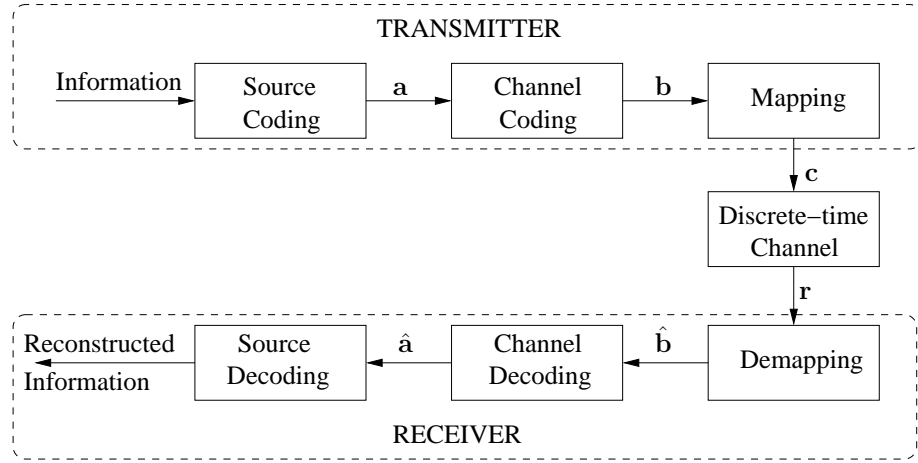 TRANSMITTER
Information
Source
Coding
a
Channel
Coding
b
Mapping
c
Discrete−time
Channel
r
Reconstructed
Information
Source
Decoding
â
Channel
Decoding
b̂
Demapping
RECEIVER